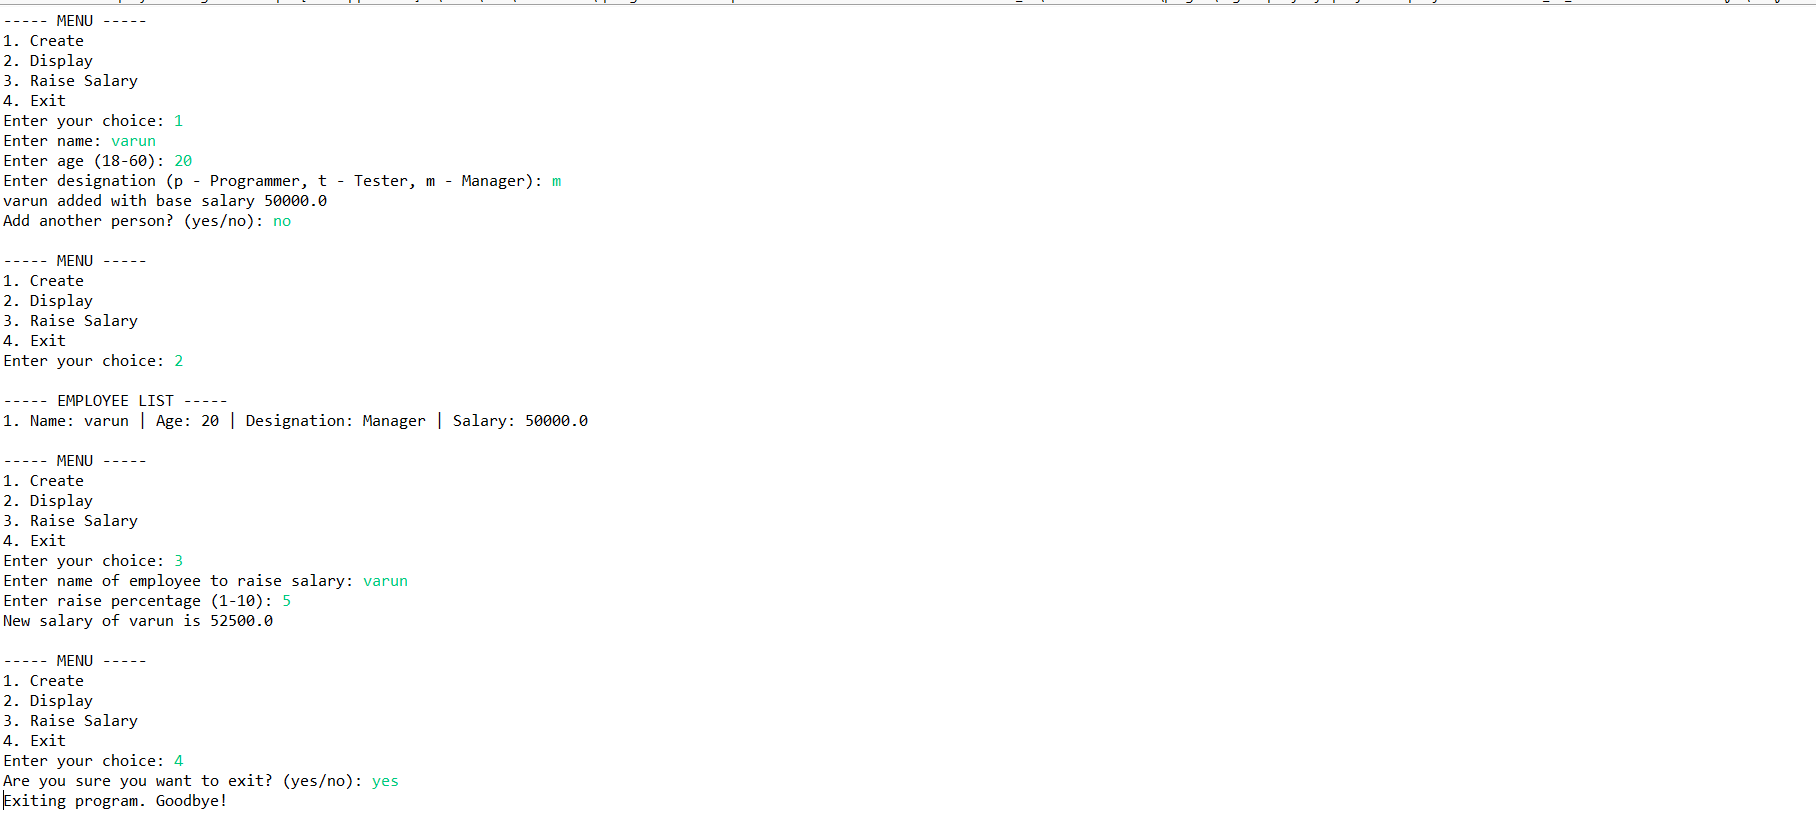 ----- MENU -----
1. Create
2. Display
3. Raise Salary
4. Exit
Enter your choice: 1
Enter name: varun
Enter age (18-60): 20
Enter designation (p - Programmer, t - Tester, m - Manager): m
varun added with base salary 50000.0
Add another person? (yes/no): no
----- MENU -----
1. Create
2. Display
3. Raise Salary
4. Exit
Enter your choice: 2
----- EMPLOYEE LIST -----
1. Name: varun | Age: 20 | Designation: Manager | Salary: 50000.0
----- MENU -----
1. Create
2. Display
3. Raise Salary
4. Exit
Enter your choice: 3
Enter name of employee to raise salary: varun
Enter raise percentage (1-10): 5
New salary of varun is 52500.0
----- MENU -----
1. Create
2. Display
3. Raise Salary
4. Exit
Enter your choice: 4
Are you sure you want to exit? (yes/no): yes
Exiting program. Goodbye!